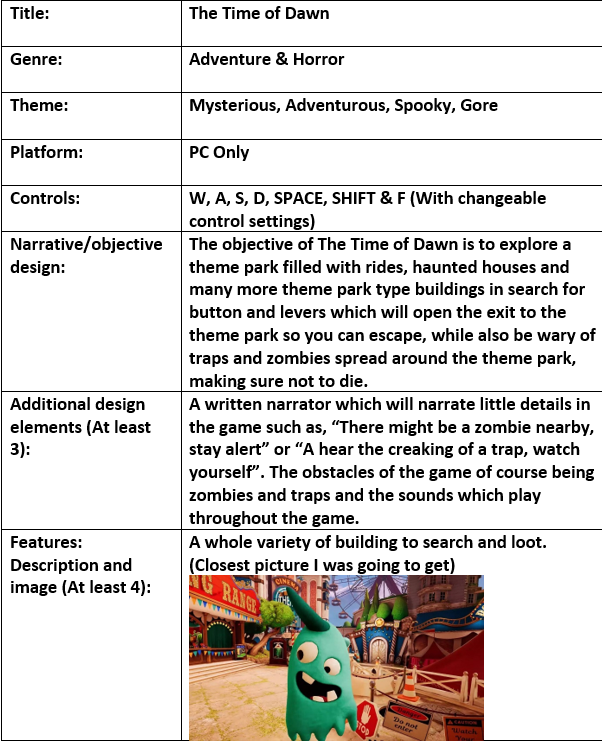 Title: The Time of Dawn
Genre: Adventure & Horror
Theme: Mysterious, Adventurous, Spooky, Gore
Platform: PC Only
Controls: W, A, S, D, SPACE, SHIFT & F (With changeable
control settings)
Narrative/objective
design:
The objective of The Time of Dawn is to explore a
theme park filled with rides, haunted houses and
many more theme park type buildings in search for
button and levers which will open the exit to the
theme park so you can escape, while also be wary of
traps and zombies spread around the theme park,
making sure not to die.
Additional design
elements (At least
3):
A written narrator which will narrate little details in
the game such as, “There might be a zombie nearby,
stay alert” or “A hear the creaking of a trap, watch
yourself”. The obstacles of the game of course being
zombies and traps and the sounds which play
throughout the game.
Features:
Description and
image (At least 4):
A whole variety of building to search and loot.
(Closest picture I was going to get)
NG RANGE
CINE
THE
STOP
Do not
enter
CAUTION
Watch
Your